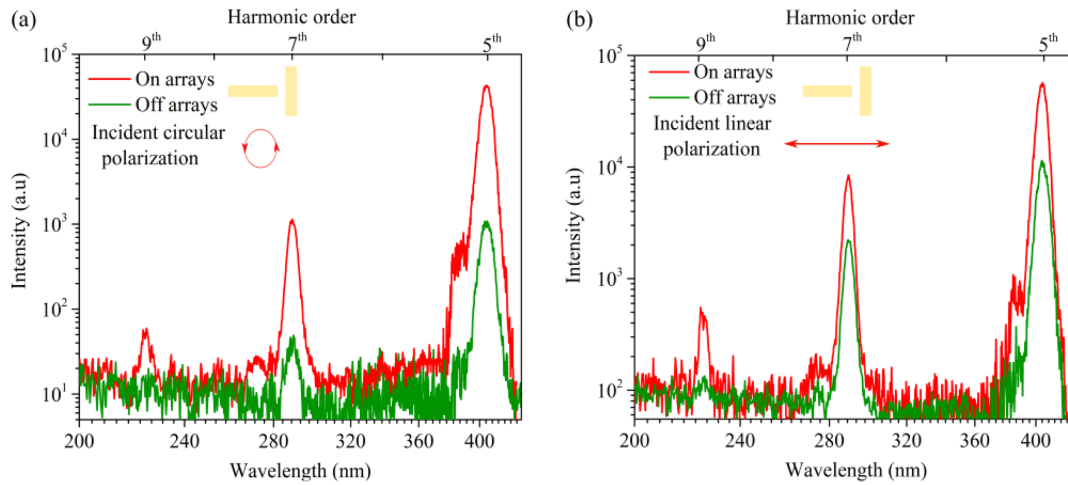 (a)
Harmonic order
9th 7th 5th
10^5
On arrays
Off arrays
Incident circular
polarization
10^4
10^3
10^2
10^1
Intensity (a.u)
200 240 280 320 360 400
Wavelength (nm)
(b)
Harmonic order
9th 7th 5th
10^5
On arrays
Off arrays
Incident linear
polarization
10^4
10^3
10^2
Intensity (a.u)
200 240 280 320 360 400
Wavelength (nm)